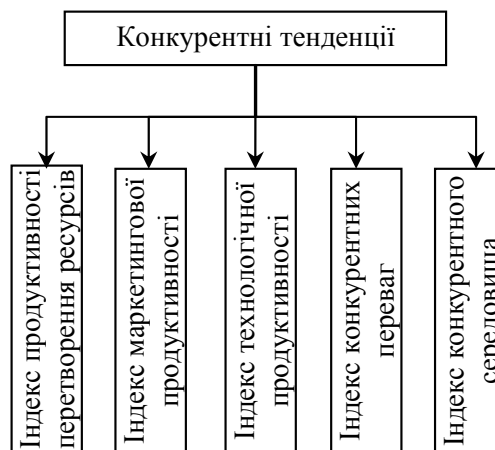 Конкурентні тенденції
Індекс продуктивності
перетворення ресурсів
Індекс маркетингової
продуктивності
Індекс технологічної
продуктивності
Індекс конкурентних
переваг
Індекс конкурентного
середовища